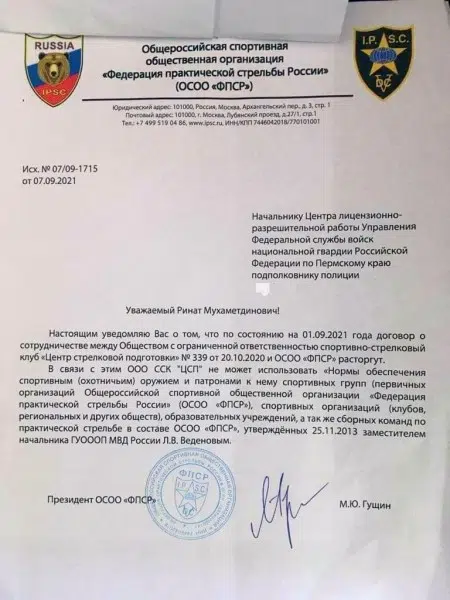 RUSSIA
IPSC
I.P.S.C.
DVC
Общероссийская спортивная
общественная организация
«Федерация практической стрельбы России»
(ОСОО «ФПСР»)
Юридический адрес: 101000, Россия, Москва, Архангельский пер., д. 3, стр. 1
Почтовый адрес: 101000, г. Москва, Лубянский проезд, д.27/1, стр.1
Тел.: +7 499 519 04 86, www.ipsc.ru, ИНН/КПП 7446042018/770101001
Исх. № 07/09-1715
от 07.09.2021
Начальнику Центра лицензионно-
разрешительной работы Управления
Федеральной службы войск
национальной гвардии Российской
Федерации по Пермскому краю
подполковнику полиции
Уважаемый Ринат Мухаметдинович!
Настоящим уведомляю Вас о том, что по состоянию на 01.09.2021 года договор о
сотрудничестве между Обществом с ограниченной ответственностью спортивно-стрелковый
клуб «Центр стрелковой подготовки» № 339 от 20.10.2020 и ОСОО «ФПСР» расторгут.
В связи с этим ООО ССК "ЦСП" не может использовать «Нормы обеспечения
спортивным (охотничьим) оружием и патронами к нему спортивных групп (первичных
организаций Общероссийской спортивной общественной организации «Федерация
практической стрельбы России» (ОСОО «ФПСР»), спортивных организаций (клубов,
региональных и других обществ), образовательных учреждений, а так же сборных команд по
практической стрельбе в составе ОСОО «ФПСР», утверждённых 25.11.2013 заместителем
начальника ГУОООП МВД России Л.В. Веденовым.
Президент ОСОО «ФПСР»
ФПСР
I.P.S.C.
М.Ю. Гущин